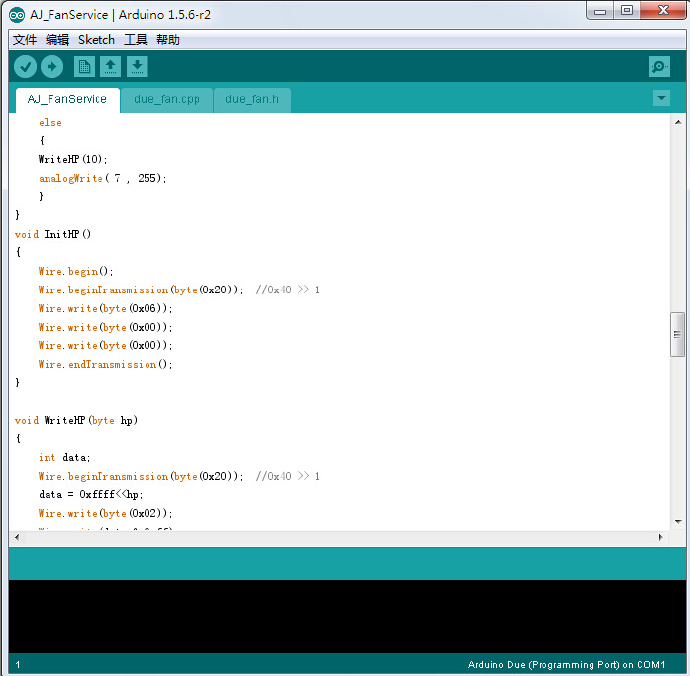 AJ_FanService | Arduino 1.5.6-r2
文件 编辑 Sketch 工具 帮助
AJ_FanService due_fan.cpp due_fan.h
else
{
WriteHP(10);
analogWrite( 7 , 255);
}
}
void InitHP()
{
Wire.begin();
Wire.beginTransmission(byte(0x20)); //0x40 >> 1
Wire.write(byte(0x06));
Wire.write(byte(0x00));
Wire.write(byte(0x00));
Wire.endTransmission();
}
void WriteHP(byte hp)
{
int data;
Wire.beginTransmission(byte(0x20)); //0x40 >> 1
data = 0xffff<<hp;
Wire.write(byte(0x02));
1
Arduino Due (Programming Port) on COM1